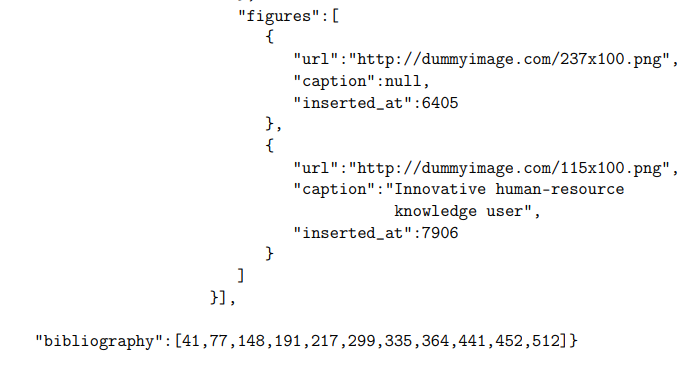 "figures":[
{
"url":"http://dummyimage.com/237x100.png",
"caption":null,
"inserted_at":6405
},
{
"url":"http://dummyimage.com/115x100.png",
"caption":"Innovative human-resource
knowledge user",
"inserted_at":7906
}
]
}],
"bibliography":[41,77,148,191,217,299,335,364,441,452,512]}